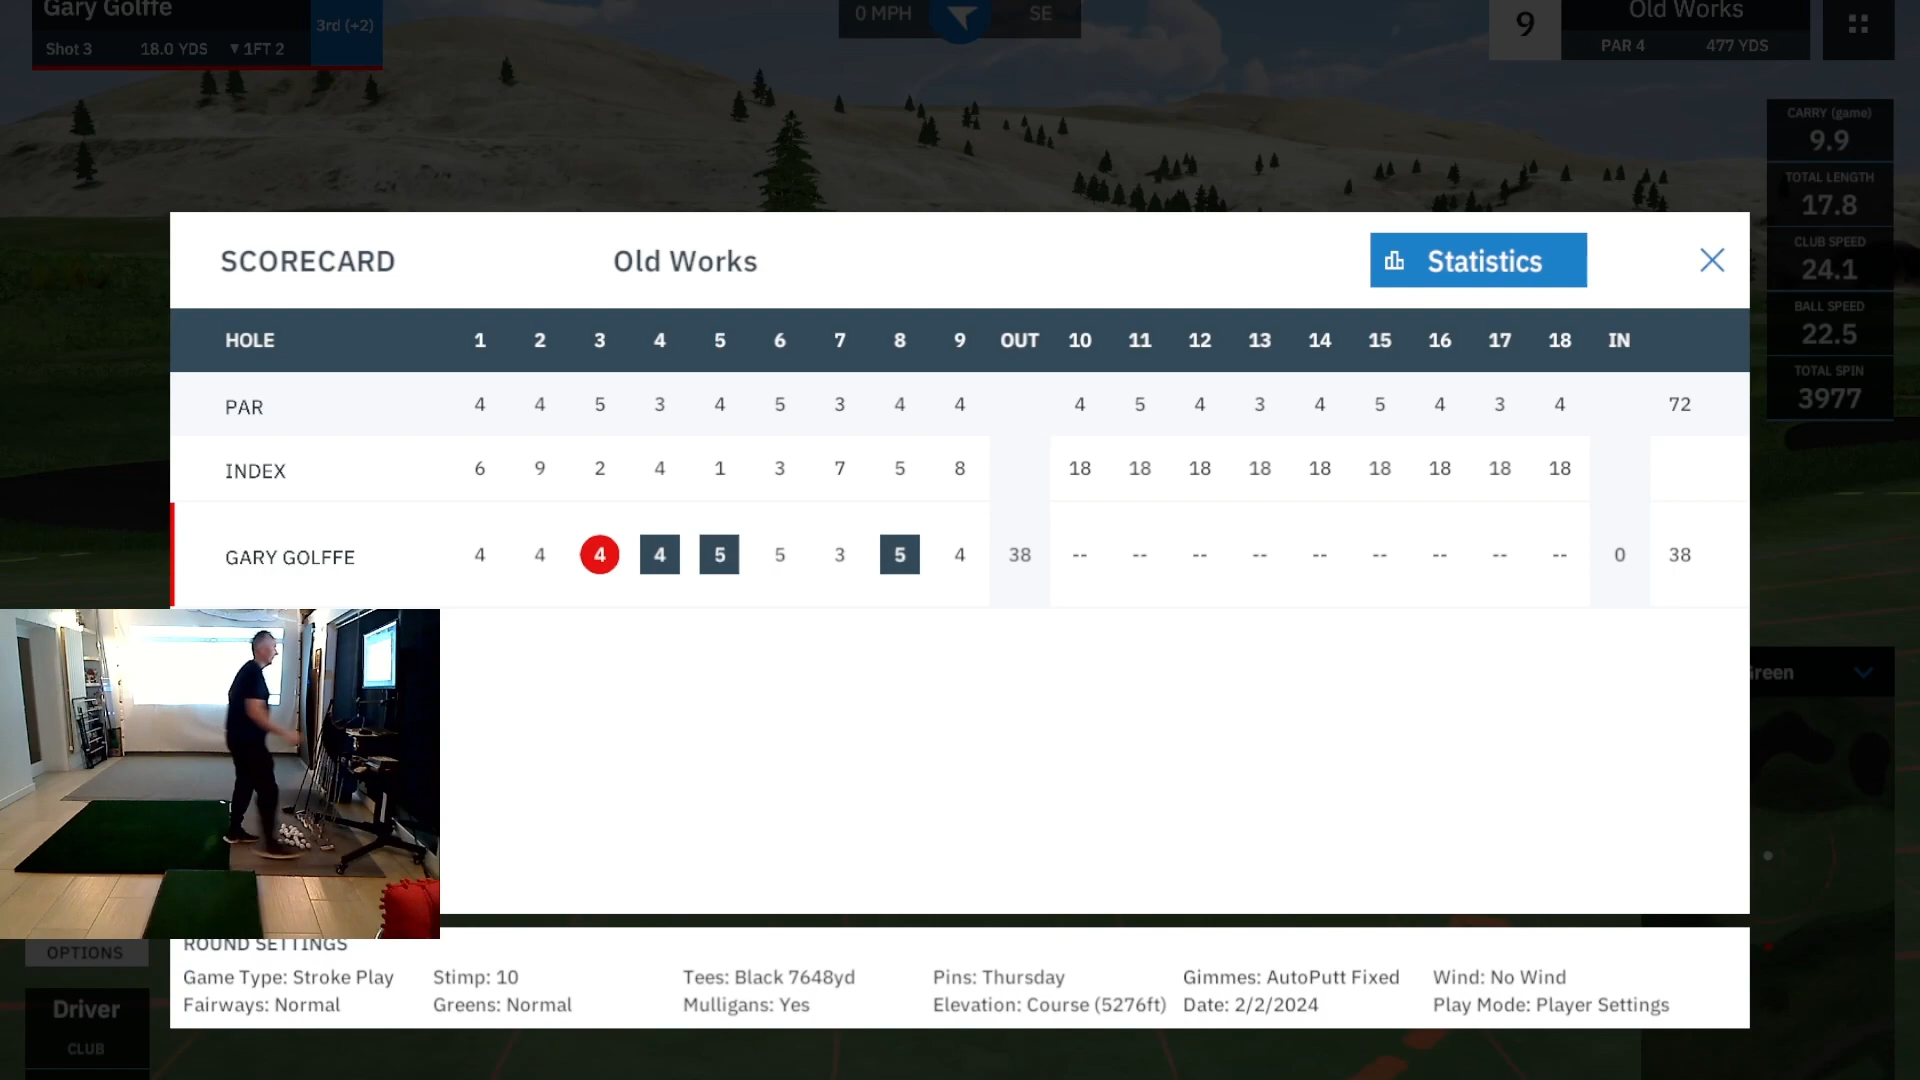 Gary Golffe
Shot 3 18.0 YDS ▼1FT 2 3rd (+2)
0 MPH SE
9 Old Works
PAR 4 477 YDS
CARRY (game)
9.9
TOTAL LENGTH
17.8
CLUB SPEED
24.1
BALL SPEED
22.5
TOTAL SPIN
3977
SCORECARD Old Works Statistics
HOLE 1 2 3 4 5 6 7 8 9 OUT 10 11 12 13 14 15 16 17 18 IN
PAR 4 4 5 3 4 5 3 4 4 4 5 4 3 4 5 4 3 4 72
INDEX 6 9 2 4 1 3 7 5 8 18 18 18 18 18 18 18 18 18
GARY GOLFFE 4 4 4 4 5 5 3 5 4 38 -- -- -- -- -- -- -- -- -- 0 38
Green
ROUND SETTINGS
Game Type: Stroke Play Stimp: 10 Tees: Black 7648yd Pins: Thursday Gimmes: AutoPutt Fixed Wind: No Wind
Fairways: Normal Greens: Normal Mulligans: Yes Elevation: Course (5276ft) Date: 2/2/2024 Play Mode: Player Settings
OPTIONS
Driver
CLUB